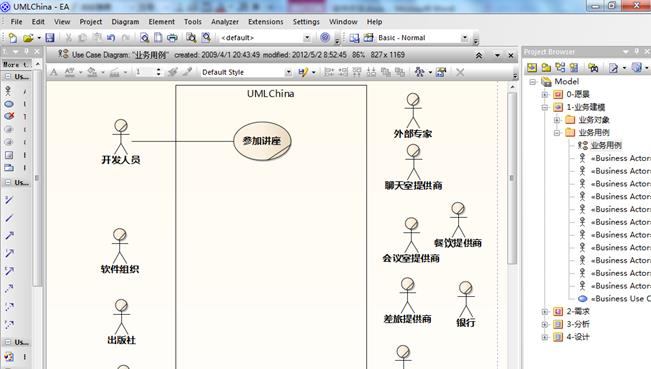 UMLChina - EA
File Edit View Project Diagram Element Tools Analyzer Extensions Settings Window Help
<default>
Basic - Normal
Use Case Diagram: "业务用例" created: 2009/4/1 20:43:49 modified: 2012/5/2 8:52:45 86% 827 x 1169
Project Browser
More t
Us...
1
Default Style
Model
0-愿景
1-业务建模
业务对象
业务用例
业务用例
«Business Actor
«Business Actor
«Business Actor
«Business Actor
«Business Actor
«Business Actor
«Business Actor
«Business Actor
«Business Actor
«Business Actor
«Business Use C
2-需求
3-分析
4-设计
UMLChina
参加讲座
开发人员
外部专家
聊天室提供商
软件组织
会议室提供商
餐饮提供商
出版社
差旅提供商
银行
Us...
Us...